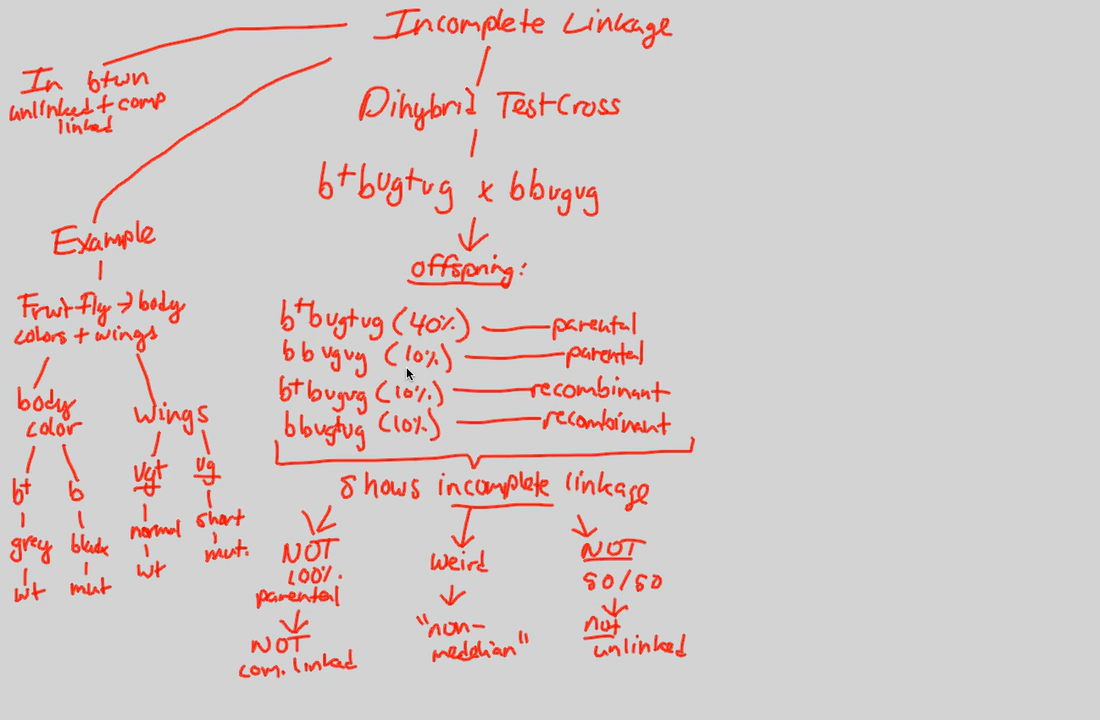 Incomplete Linkage
In btwn
unlinked + comp
linked
Dihybrid TestCross
b+bvg+vg x bbvgvg
Example
offspring:
Fruit fly → body
colors + wings
b+bvg+vg (40%) — parental
bbvgvg (10%) — parental
b+bvgvg (10%) — recombinant
bbvg+vg (10%) — recombinant
body
color
wings
b+
b
vg+
vg
grey
black
normal
short
wt
mut
wt
mut.
Shows incomplete linkage
NOT
100%
parental
NOT
com. linked
weird
"non-
medelian"
NOT
50/50
not
unlinked